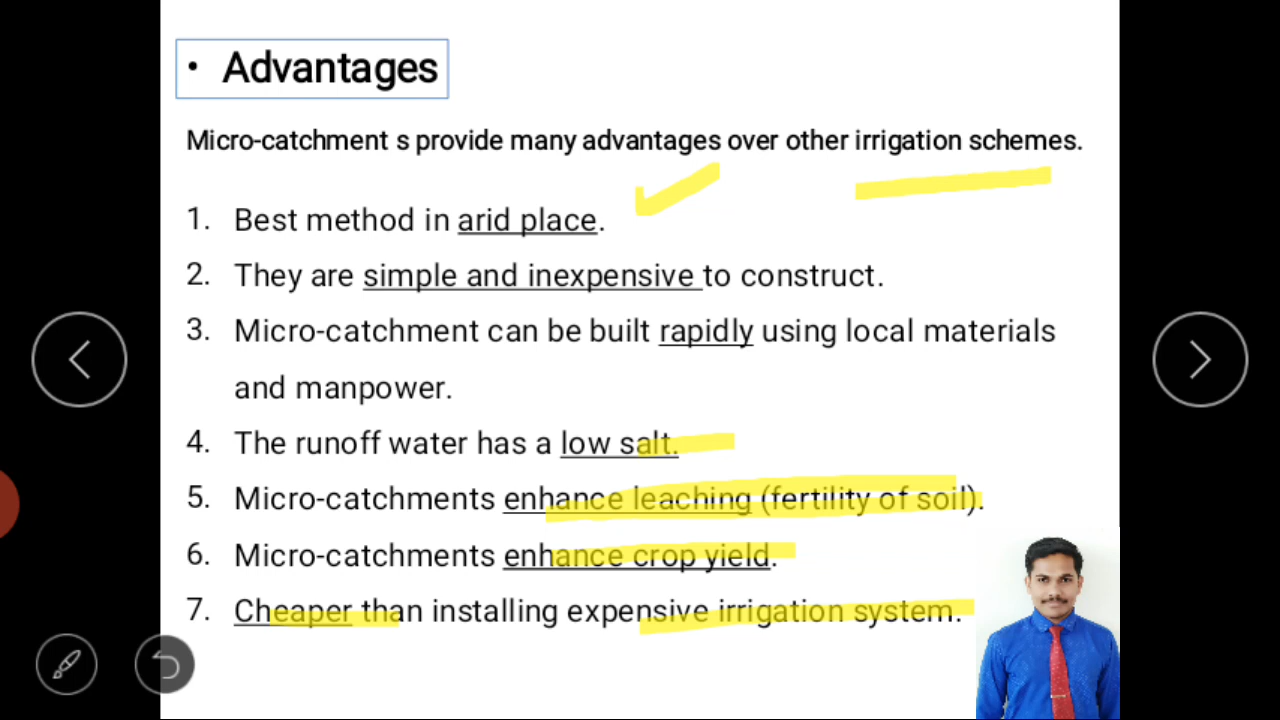 • Advantages
Micro-catchment s provide many advantages over other irrigation schemes.
1. Best method in arid place.
2. They are simple and inexpensive to construct.
3. Micro-catchment can be built rapidly using local materials
and manpower.
4. The runoff water has a low salt.
5. Micro-catchments enhance leaching (fertility of soil).
6. Micro-catchments enhance crop yield.
7. Cheaper than installing expensive irrigation system.